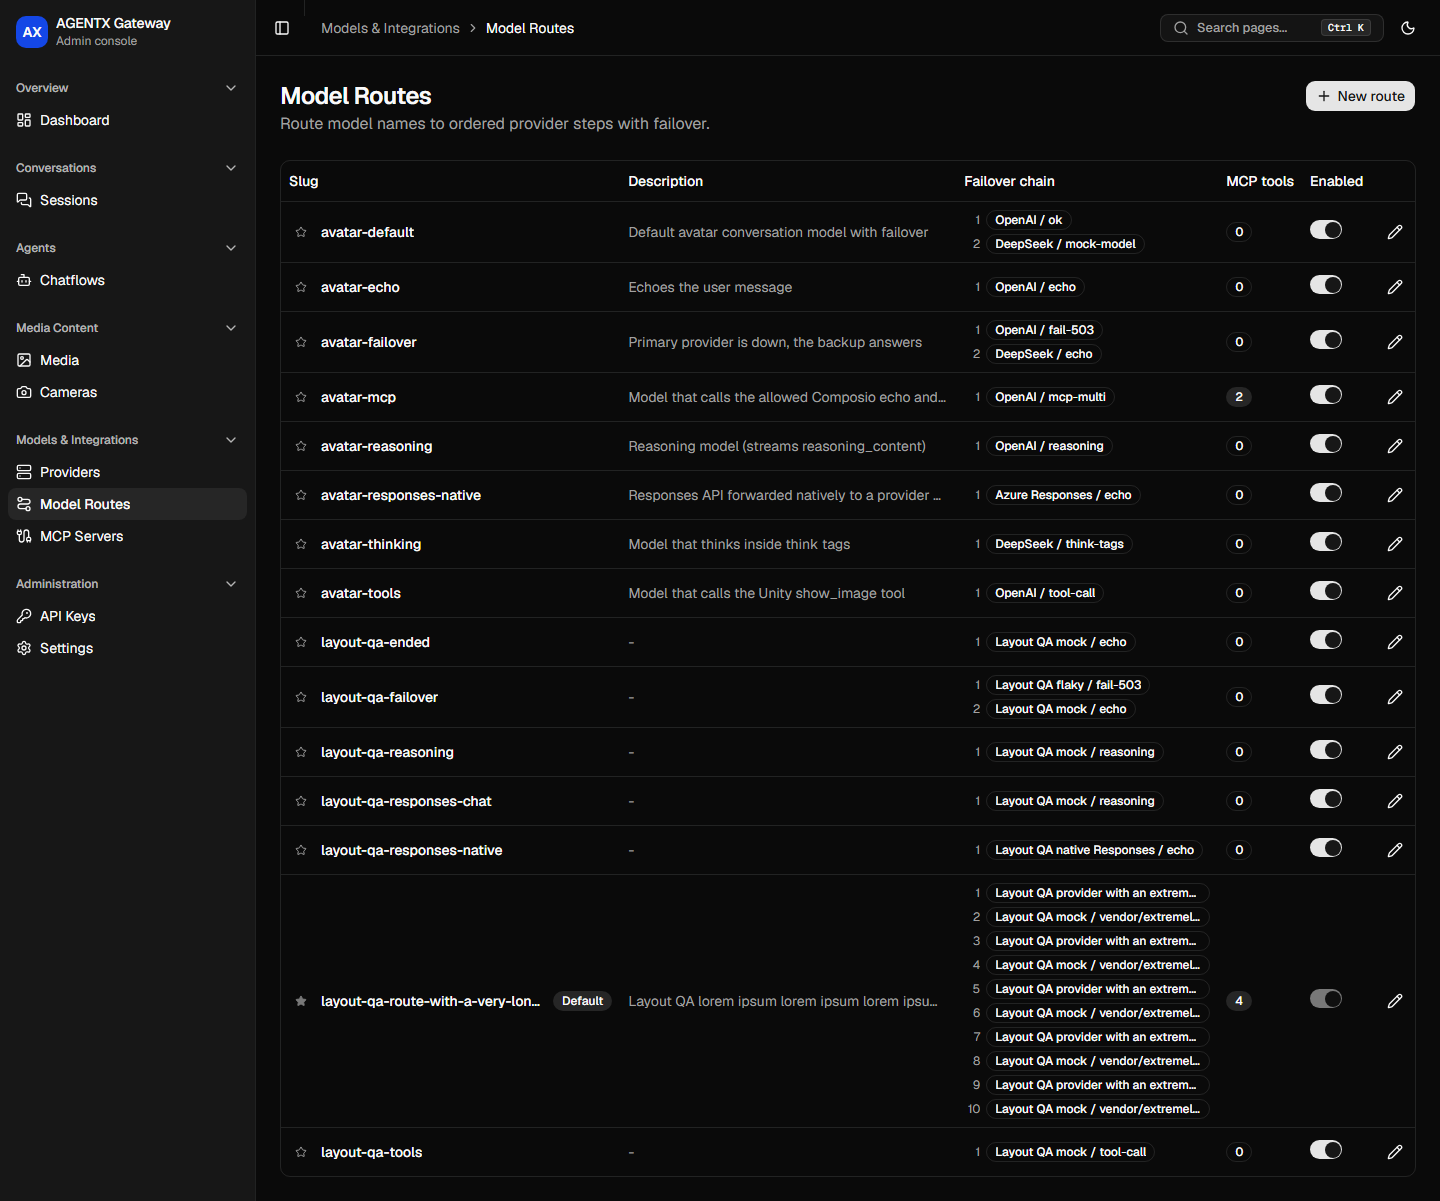 AX
AGENTX Gateway
Admin console
Overview
Dashboard
Conversations
Sessions
Agents
Chatflows
Media Content
Media
Cameras
Models & Integrations
Providers
Model Routes
MCP Servers
Administration
API Keys
Settings
Models & Integrations > Model Routes
Search pages... Ctrl K
Model Routes
Route model names to ordered provider steps with failover.
+ New route
Slug Description Failover chain MCP tools Enabled
avatar-default Default avatar conversation model with failover 1 OpenAI / ok 0
2 DeepSeek / mock-model
avatar-echo Echoes the user message 1 OpenAI / echo 0
avatar-failover Primary provider is down, the backup answers 1 OpenAI / fail-503 0
2 DeepSeek / echo
avatar-mcp Model that calls the allowed Composio echo and... 1 OpenAI / mcp-multi 2
avatar-reasoning Reasoning model (streams reasoning_content) 1 OpenAI / reasoning 0
avatar-responses-native Responses API forwarded natively to a provider ... 1 Azure Responses / echo 0
avatar-thinking Model that thinks inside think tags 1 DeepSeek / think-tags 0
avatar-tools Model that calls the Unity show_image tool 1 OpenAI / tool-call 0
layout-qa-ended - 1 Layout QA mock / echo 0
layout-qa-failover - 1 Layout QA flaky / fail-503 0
2 Layout QA mock / echo
layout-qa-reasoning - 1 Layout QA mock / reasoning 0
layout-qa-responses-chat - 1 Layout QA mock / reasoning 0
layout-qa-responses-native - 1 Layout QA native Responses / echo 0
1 Layout QA provider with an extrem...
2 Layout QA mock / vendor/extremel...
3 Layout QA provider with an extrem...
4 Layout QA mock / vendor/extremel...
5 Layout QA provider with an extrem...
layout-qa-route-with-a-very-lon... Default Layout QA lorem ipsum lorem ipsum lorem ipsu... 4
6 Layout QA mock / vendor/extremel...
7 Layout QA provider with an extrem...
8 Layout QA mock / vendor/extremel...
9 Layout QA provider with an extrem...
10 Layout QA mock / vendor/extremel...
layout-qa-tools - 1 Layout QA mock / tool-call 0